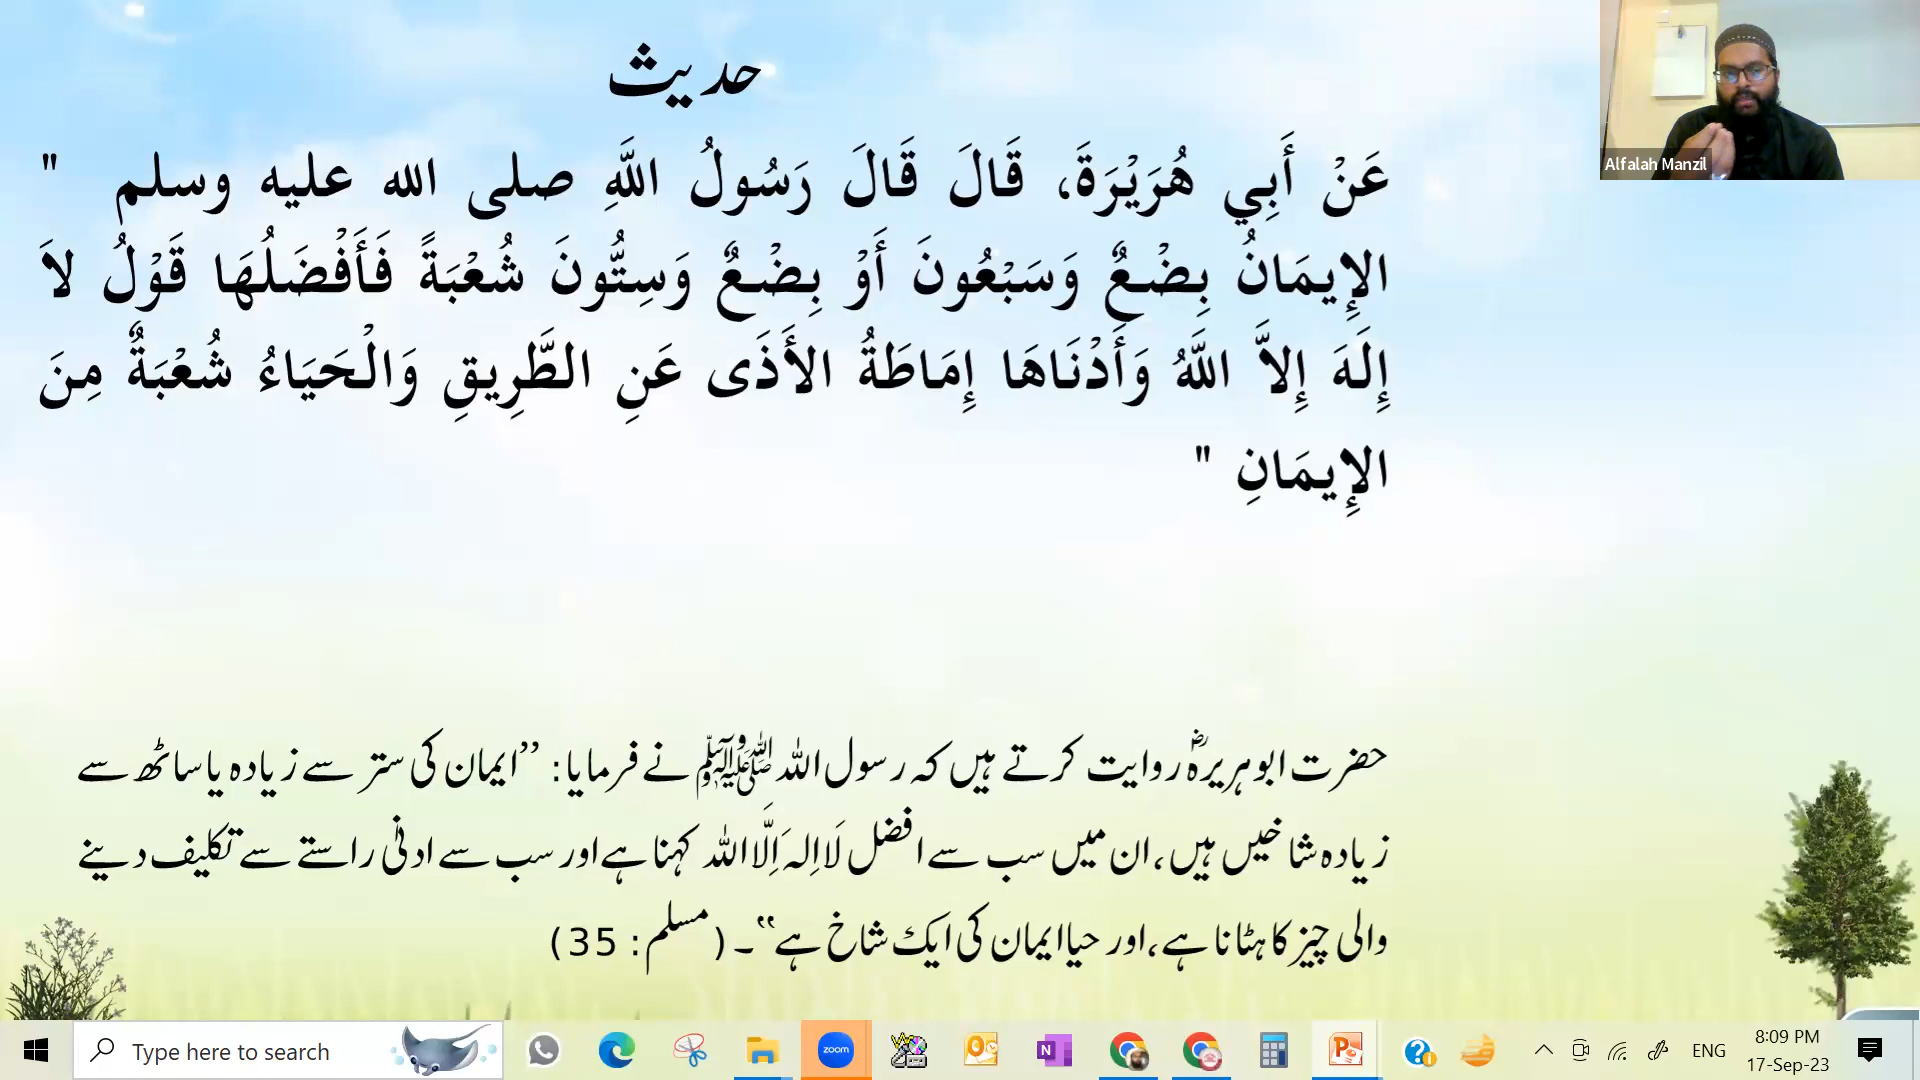 حدیث
Alfalah Manzil
عَنْ أَبِي هُرَيْرَةَ، قَالَ قَالَ رَسُولُ اللَّهِ صلى الله عليه وسلم ‏"‏
الإِيمَانُ بِضْعٌ وَسَبْعُونَ أَوْ بِضْعٌ وَسِتُّونَ شُعْبَةً فَأَفْضَلُهَا قَوْلُ لاَ
إِلَهَ إِلاَّ اللَّهُ وَأَدْنَاهَا إِمَاطَةُ الأَذَى عَنِ الطَّرِيقِ وَالْحَيَاءُ شُعْبَةٌ مِنَ
الإِيمَانِ ‏"‏
حضرت ابوہریرہؓ روایت کرتے ہیں کہ رسول اللہ ﷺ نے فرمایا: ’’ایمان کی ستر سے زیادہ یا ساٹھ سے
زیادہ شاخیں ہیں، ان میں سب سے افضل لَا اِلہ َاِلَّا اللہ کہنا ہے اور سب سے ادنٰی راستے سے تکلیف دینے
والی چیز کا ہٹانا ہے، اور حیا ایمان کی ایک شاخ ہے‘‘۔ (مسلم: 35)
Type here to search
zoom
ENG
8:09 PM
17-Sep-23